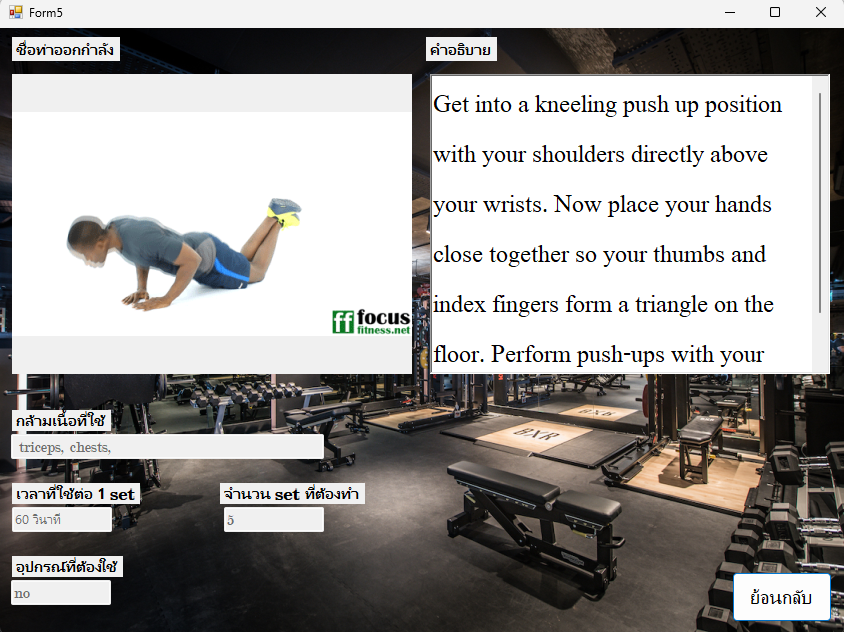 Form5
ชื่อท่าออกกำลัง
คำอธิบาย
Get into a kneeling push up position
with your shoulders directly above
your wrists. Now place your hands
close together so your thumbs and
index fingers form a triangle on the
floor. Perform push-ups with your
ff focus
fitness.net
กล้ามเนื้อที่ใช้
triceps, chests,
เวลาที่ใช้ต่อ 1 set
จำนวน set ที่ต้องทำ
60 วินาที
5
อุปกรณ์ที่ต้องใช้
no
ย้อนกลับ
BXR
BXR